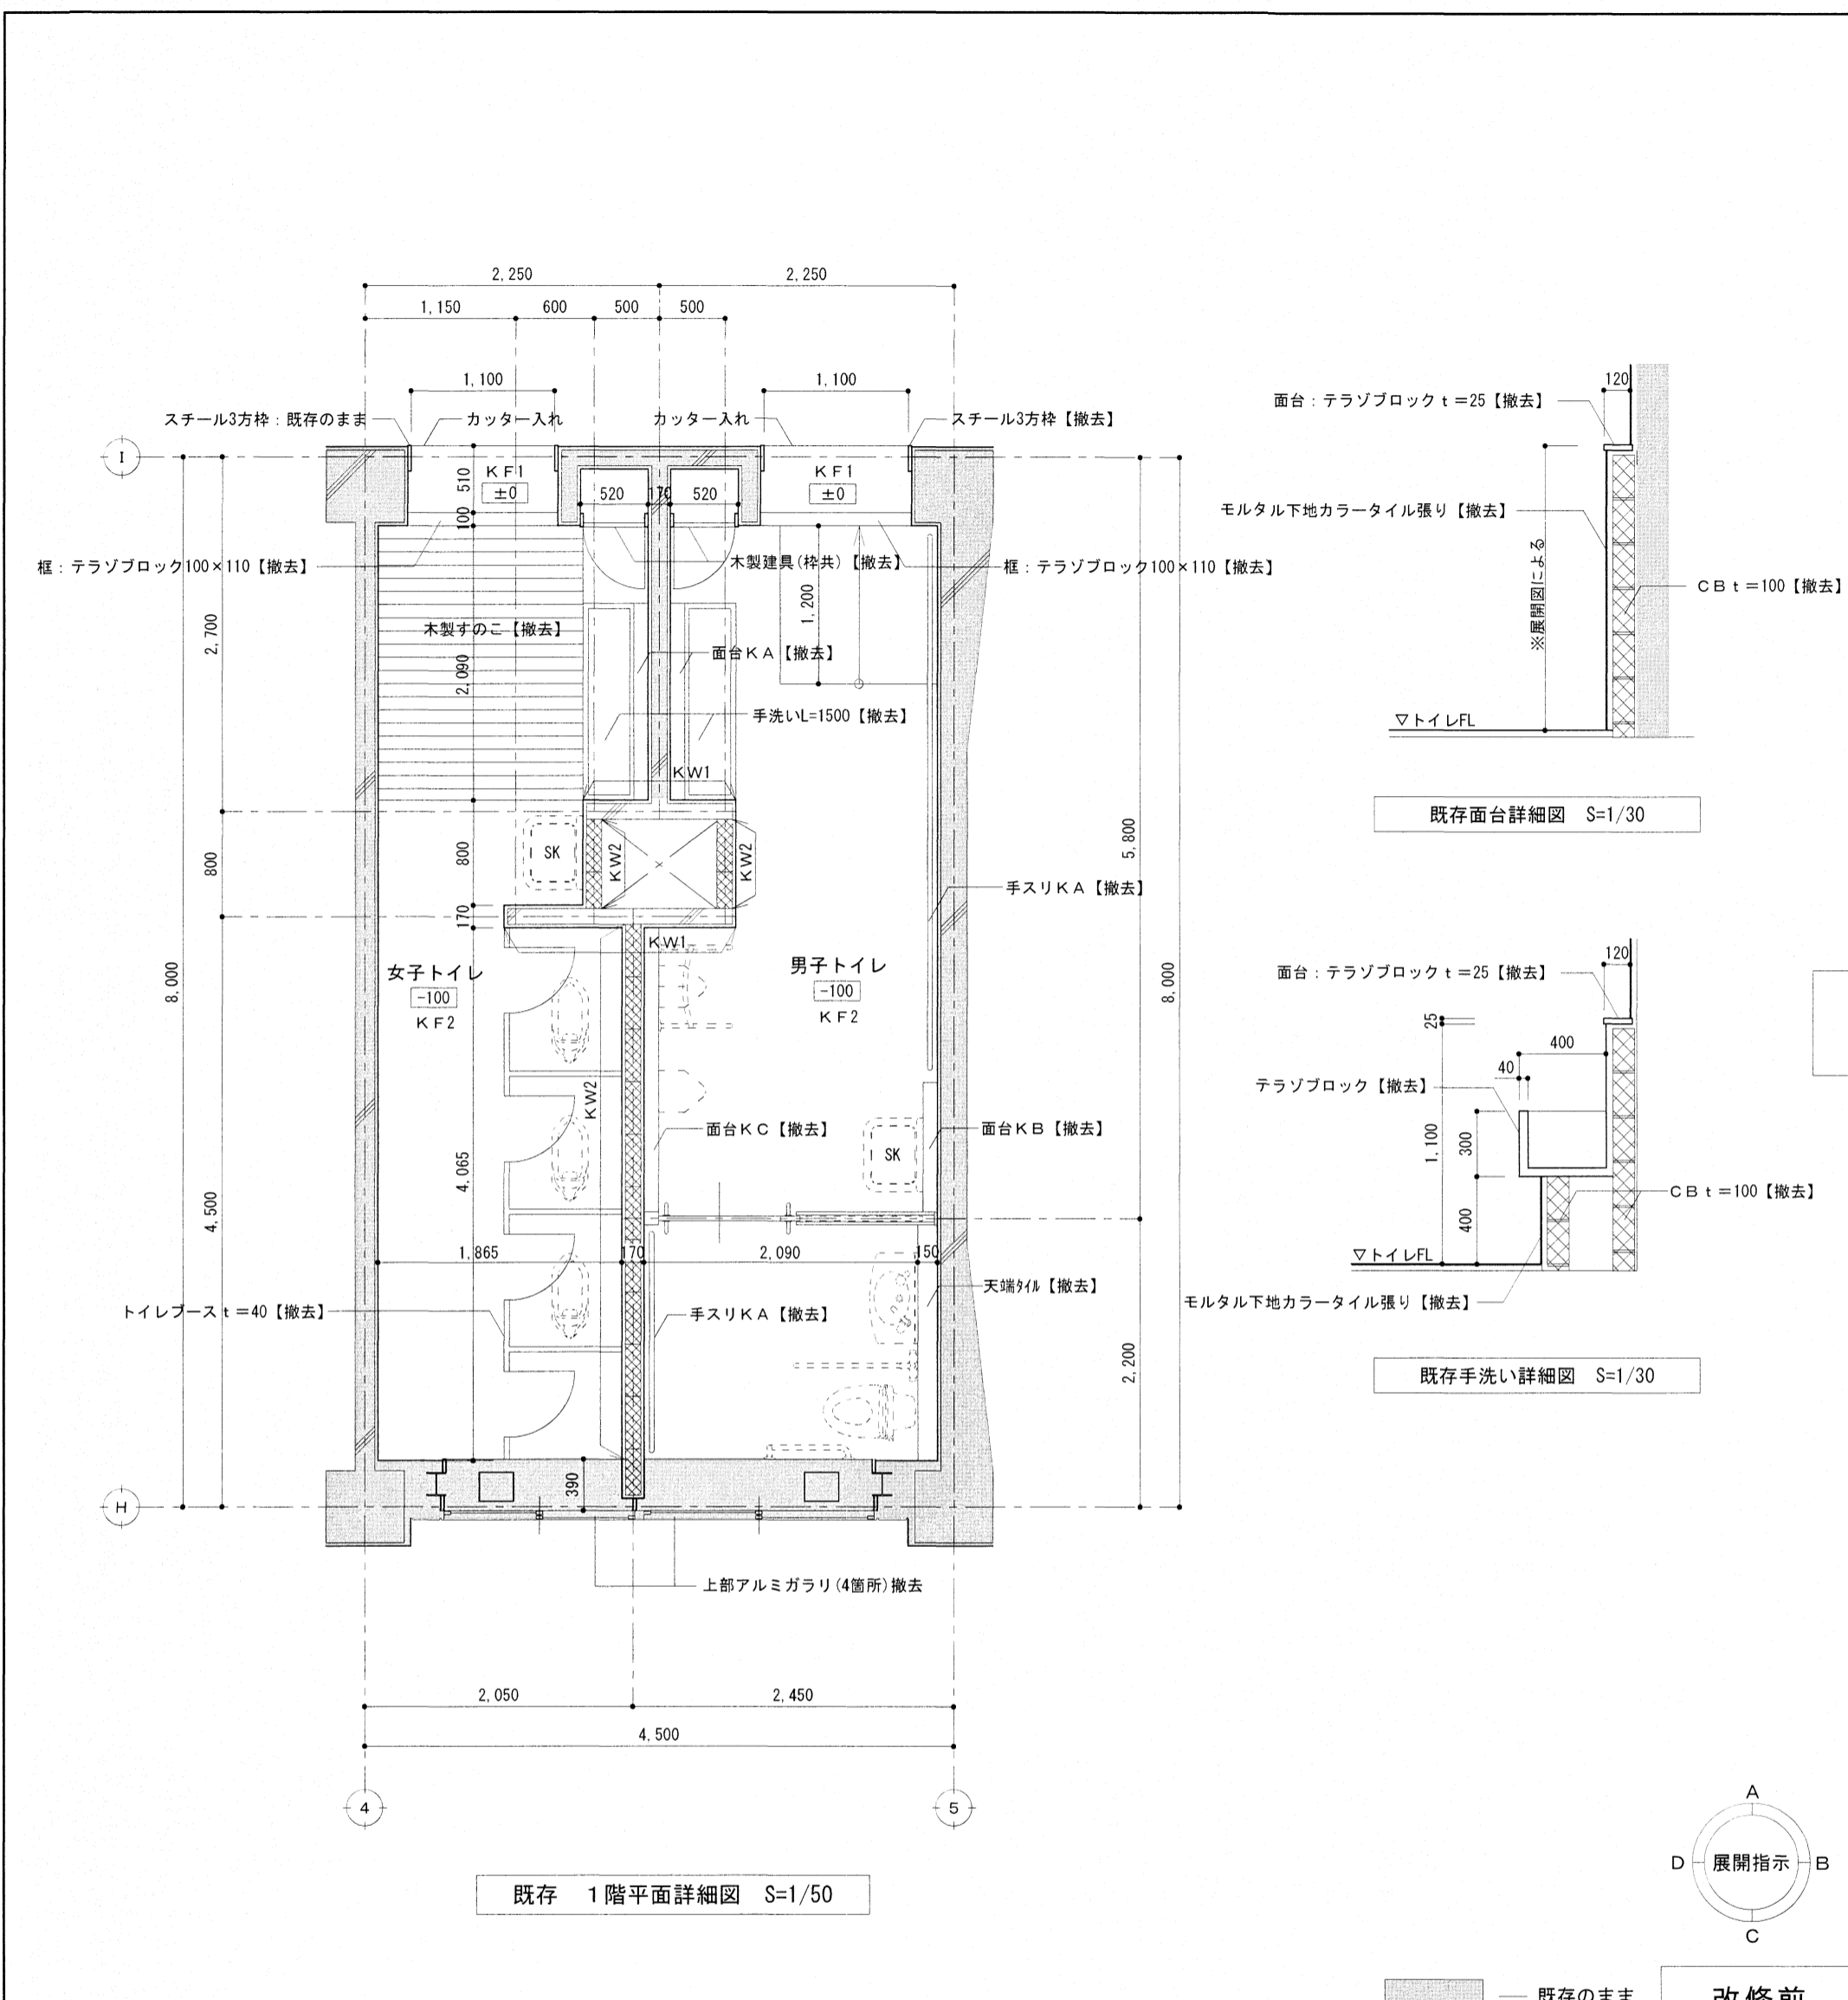 2,250
2,250
1,150
600
500
500
1,100
1,100
スチール3方枠：既存のまま
カッター入れ
カッター入れ
スチール3方枠【撤去】
I
KF1
±0
KF1
±0
510
520
170
520
100
框：テラゾブロック100×110【撤去】
木製建具(枠共)【撤去】
框：テラゾブロック100×110【撤去】
1,200
2,700
木製すのこ【撤去】
面台KA【撤去】
2,090
手洗いL=1500【撤去】
KW1
5,800
800
800
SK
KW2
KW2
手スリKA【撤去】
170
KW1
8,000
女子トイレ
-100
KF2
男子トイレ
-100
KF2
8,000
KW2
面台KC【撤去】
SK
面台KB【撤去】
4,065
4,500
1,865
170
2,090
150
天端タイル【撤去】
トイレブースt=40【撤去】
手スリKA【撤去】
2,200
390
H
上部アルミガラリ(4箇所)撤去
2,050
2,450
4,500
4
5
既存　1階平面詳細図　S=1/50
120
面台：テラゾブロックt=25【撤去】
モルタル下地カラータイル張り【撤去】
※展開図による
CBt=100【撤去】
▽トイレFL
既存面台詳細図　S=1/30
120
面台：テラゾブロックt=25【撤去】
25
400
40
テラゾブロック【撤去】
1,100
300
CBt=100【撤去】
400
▽トイレFL
モルタル下地カラータイル張り【撤去】
既存手洗い詳細図　S=1/30
A
D
展開指示
B
C
既存のまま
改修前